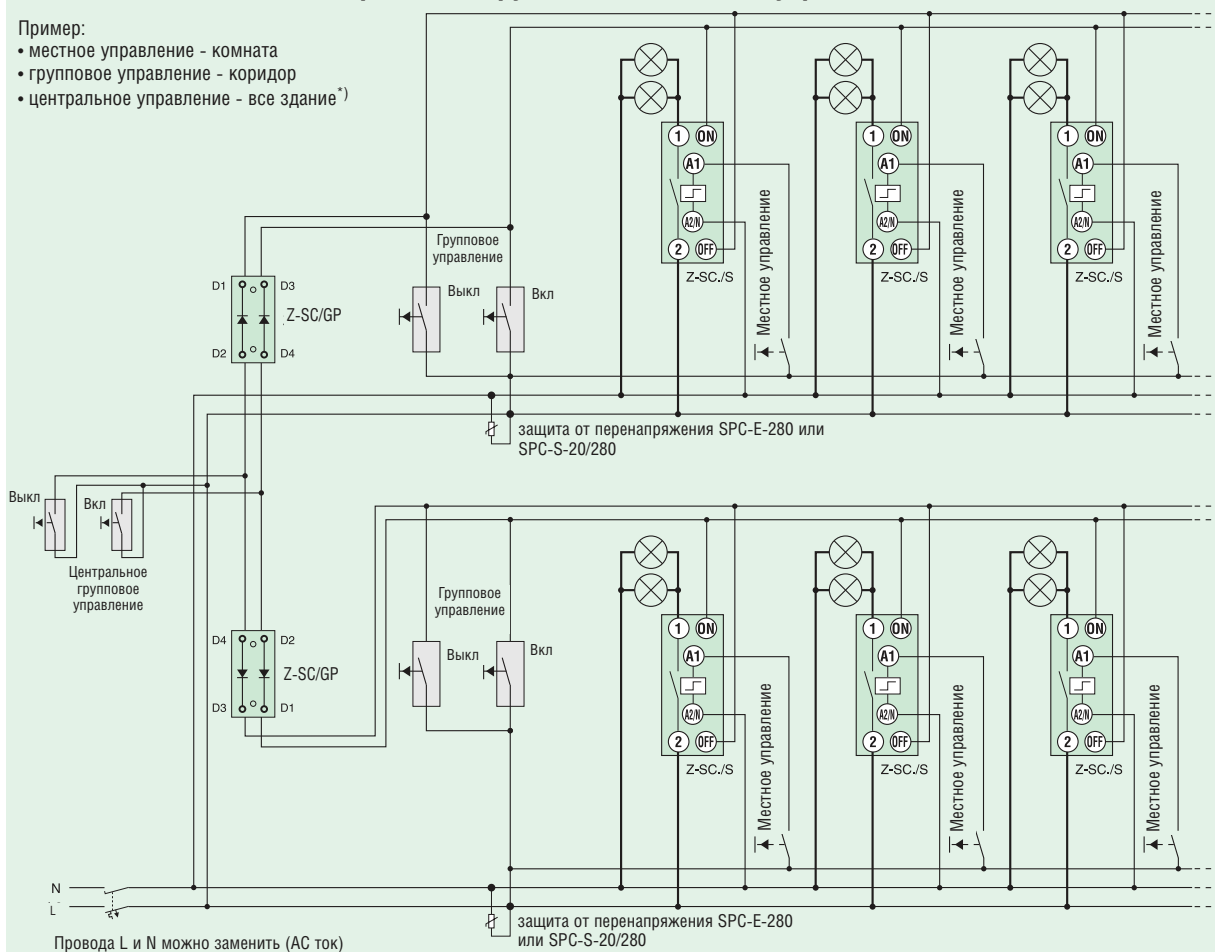 Пример:
• местное управление - комната
• групповое управление - коридор
• центральное управление - все здание*)
1 ON 1 ON 1 ON
A1 A1 A1
A2/N A2/N A2/N
2 OFF 2 OFF 2 OFF
Z-SC./S Z-SC./S Z-SC./S
Местное управление
Местное управление
Местное управление
Групповое
управление
Выкл Вкл
D1 D3
Z-SC/GP
D2 D4
защита от перенапряжения SPC-E-280 или
SPC-S-20/280
Выкл Вкл
Центральное
групповое
управление
Групповое
управление
Выкл Вкл
D4 D2
Z-SC/GP
D3 D1
1 ON 1 ON 1 ON
A1 A1 A1
A2/N A2/N A2/N
2 OFF 2 OFF 2 OFF
Z-SC./S Z-SC./S Z-SC./S
Местное управление
Местное управление
Местное управление
N
L
защита от перенапряжения SPC-E-280
или SPC-S-20/280
Провода L и N можно заменить (AC ток)